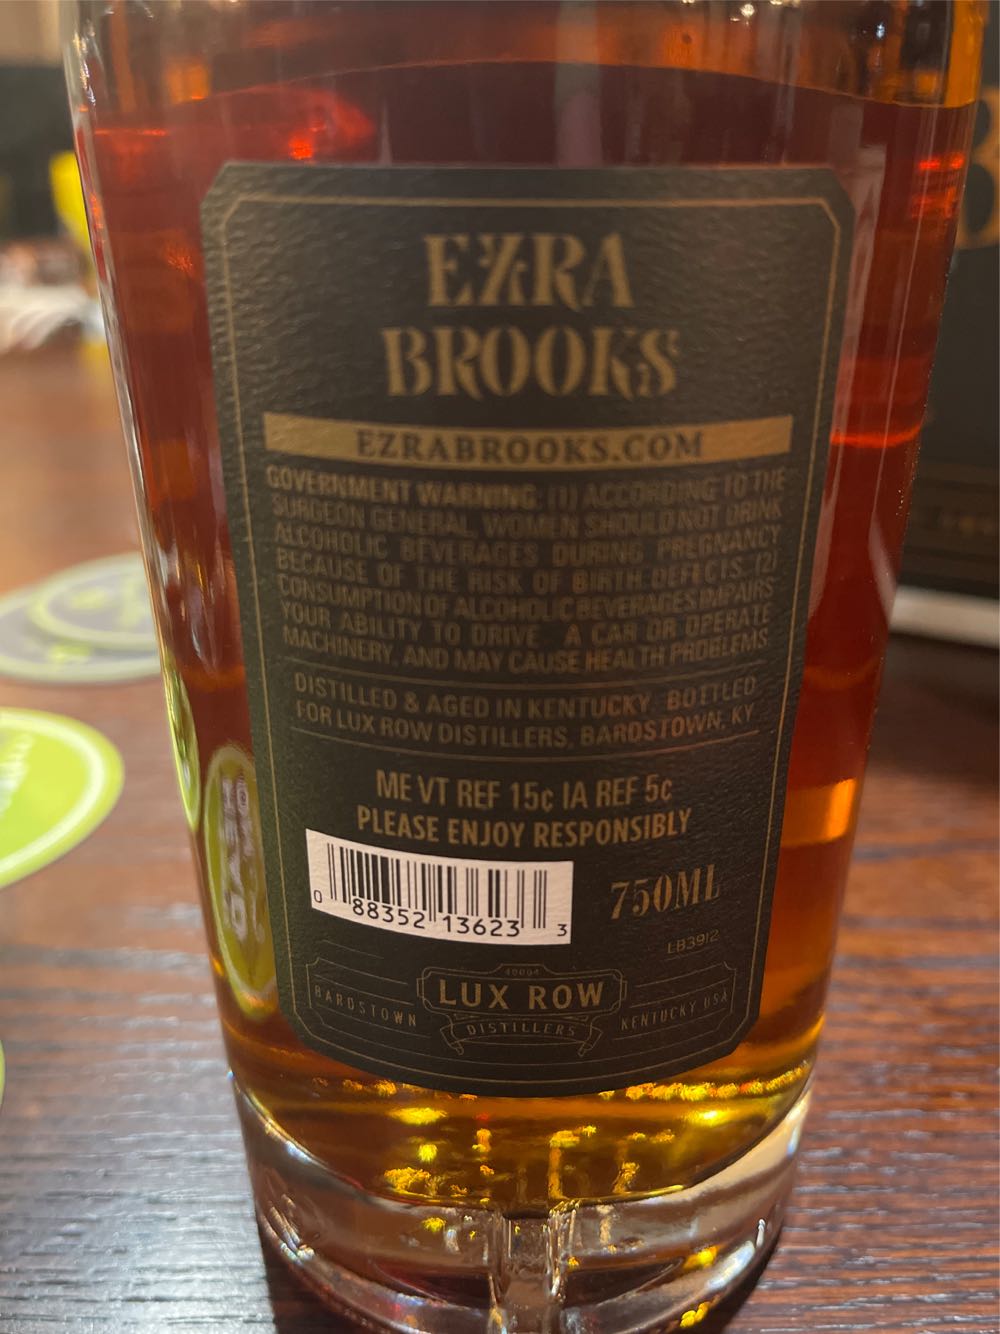 EZRA
BROOKS
EZRABROOKS.COM
GOVERNMENT WARNING: (1) ACCORDING TO THE
SURGEON GENERAL, WOMEN SHOULD NOT DRINK
ALCOHOLIC BEVERAGES DURING PREGNANCY
BECAUSE OF THE RISK OF BIRTH DEFECTS. (2)
CONSUMPTION OF ALCOHOLIC BEVERAGES IMPAIRS
YOUR ABILITY TO DRIVE A CAR OR OPERATE
MACHINERY, AND MAY CAUSE HEALTH PROBLEMS.
DISTILLED & AGED IN KENTUCKY. BOTTLED
FOR LUX ROW DISTILLERS, BARDSTOWN, KY
ME VT REF 15¢ IA REF 5¢
PLEASE ENJOY RESPONSIBLY
0 88352 13623 3
750ML
LB3912
40004
LUX ROW
DISTILLERS
BARDSTOWN
KENTUCKY USA